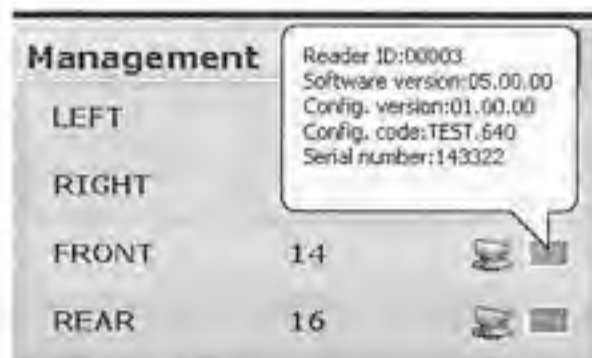 Management
Reader ID:00003
Software version:05.00.00
Config. version:01.00.00
Config. code:TEST.640
Serial number:143322
LEFT
RIGHT
FRONT 14
REAR 16